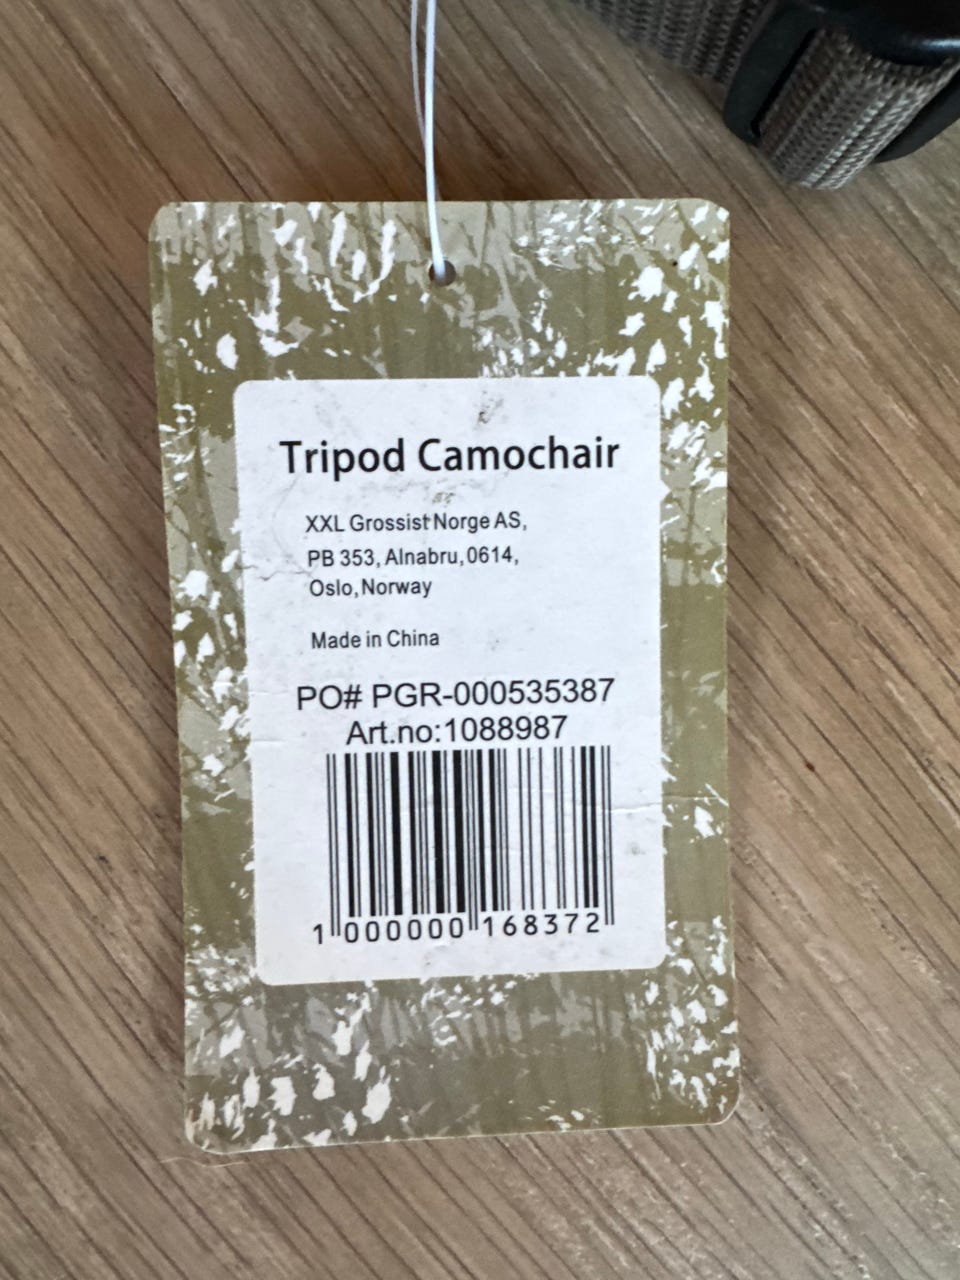 Tripod Camochair
XXL Grossist Norge AS,
PB 353, Alnabru, 0614,
Oslo, Norway
Made in China
PO# PGR-000535387
Art.no:1088987
1 000000 168372